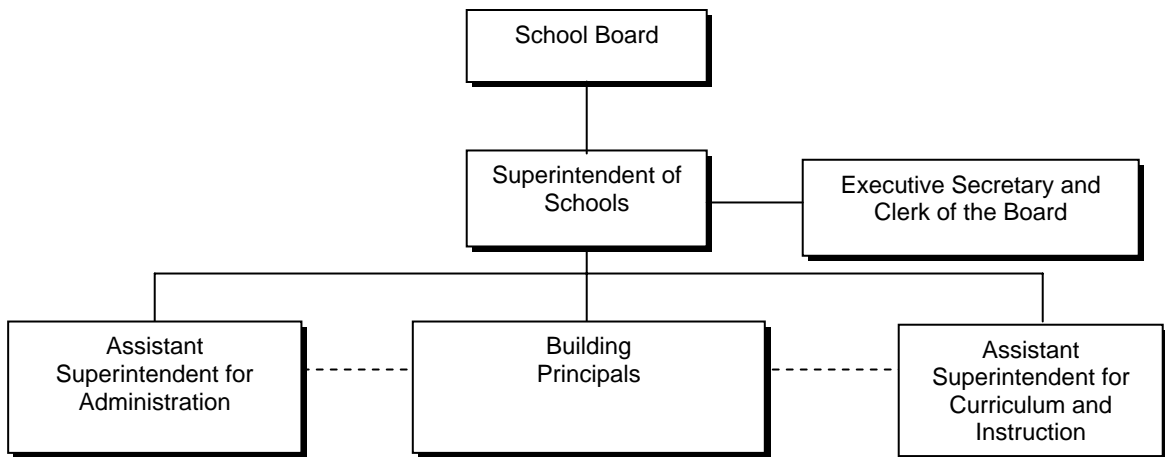 School Board
Superintendent of
Schools
Executive Secretary and
Clerk of the Board
Assistant
Superintendent for
Administration
Building
Principals
Assistant
Superintendent for
Curriculum and
Instruction